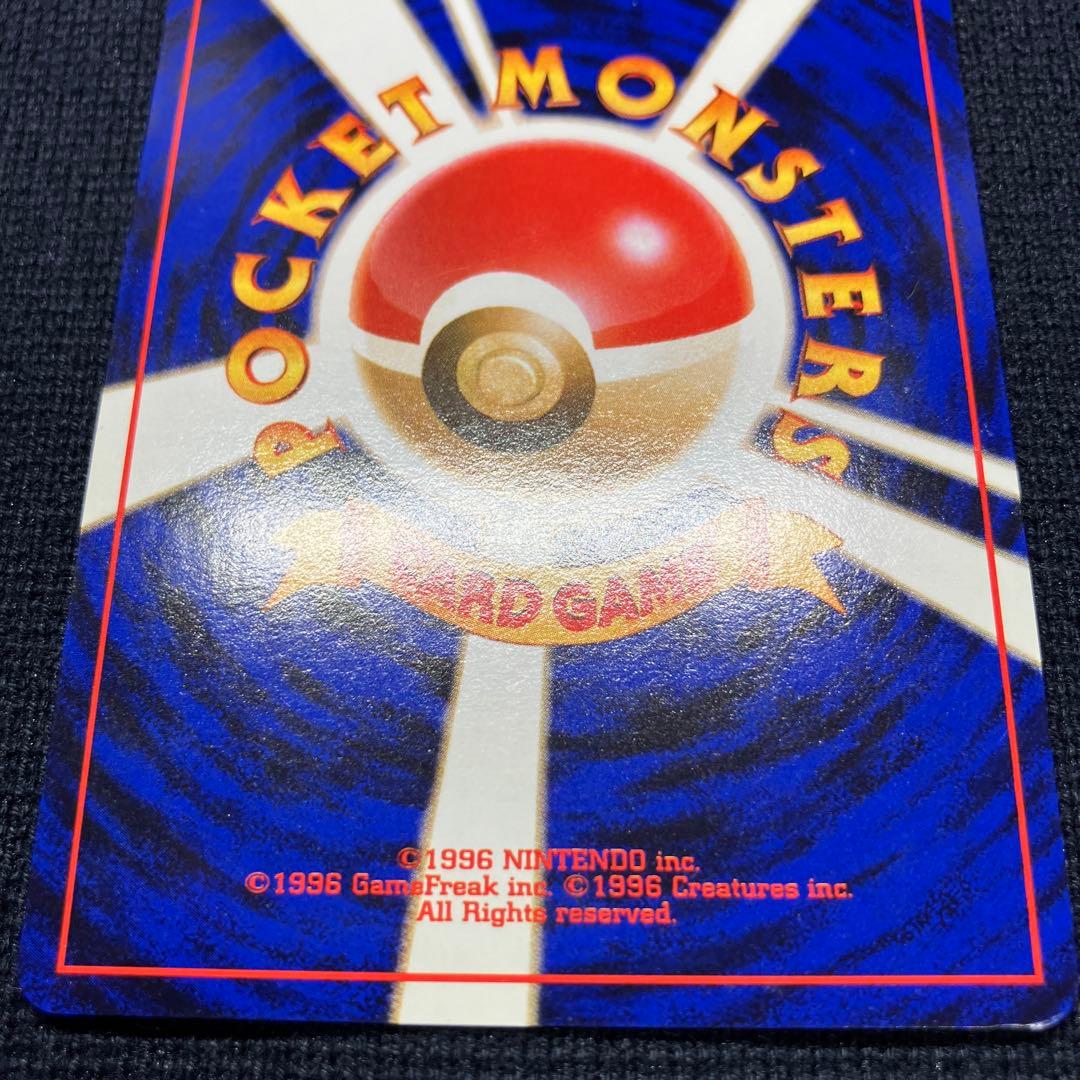 POCKET MONSTERS
CARD GAME
©1996 NINTENDO inc.
©1996 GameFreak inc. ©1996 Creatures inc.
All Rights reserved.